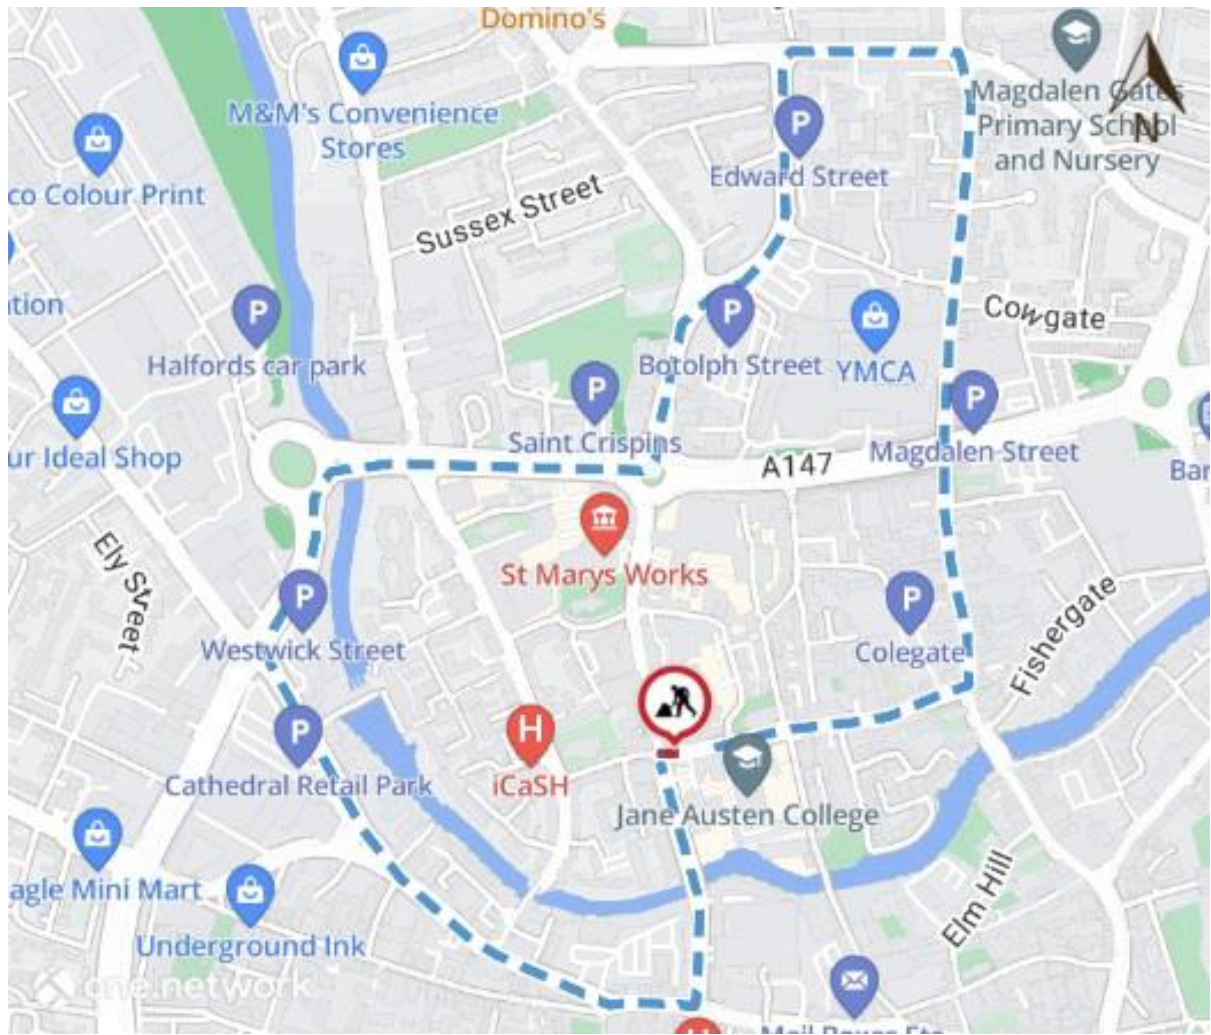 Domino's
M&M's Convenience
Stores
Magdalen Gates
Primary School
and Nursery
N
P
Edward Street
co Colour Print
Sussex Street
ation
P
Halfords car park
P
Botolph Street
YMCA
Cowgate
P
Saint Crispins
P
Magdalen Street
ur Ideal Shop
A147
Bar
St Marys Works
Ely Street
P
Westwick Street
P
Colegate
Fishergate
P
Cathedral Retail Park
H
iCaSH
Jane Austen College
agle Mini Mart
Underground Ink
Elm Hill
one.network
Mail Boxes Etc